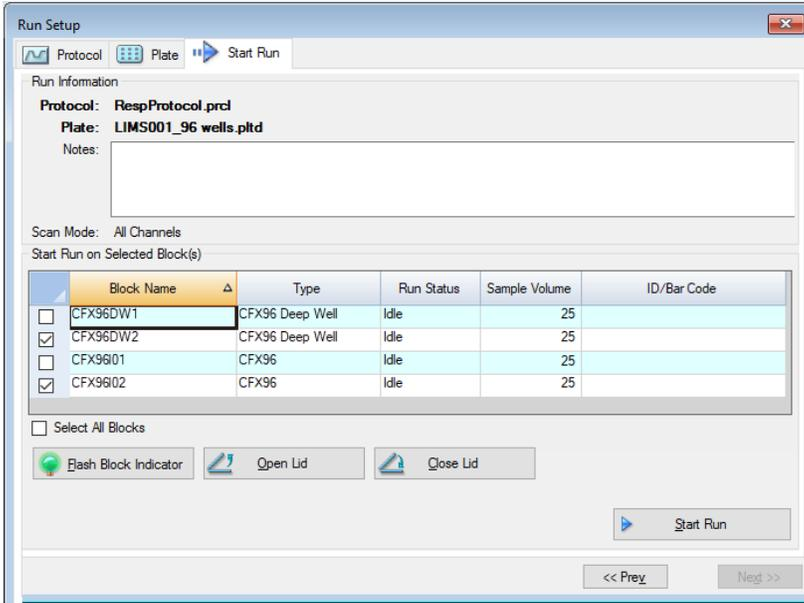 Run Setup
Protocol Plate Start Run
Run Information
Protocol: RespProtocol.prcl
Plate: LIMS001_96 wells.pltd
Notes:
Scan Mode: All Channels
Start Run on Selected Block(s)
Block Name Type Run Status Sample Volume ID/Bar Code
CFX96DW1 CFX96 Deep Well Idle 25
CFX96DW2 CFX96 Deep Well Idle 25
CFX96I01 CFX96 Idle 25
CFX96I02 CFX96 Idle 25
Select All Blocks
Flash Block Indicator Open Lid Close Lid
Start Run
<< Prev Next >>